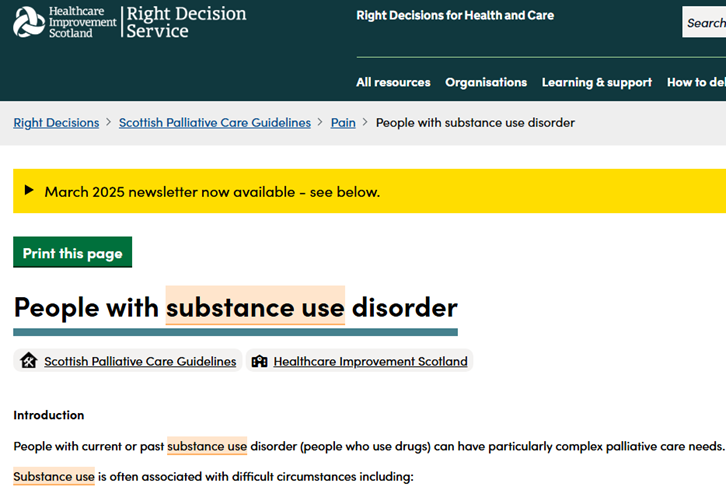 Healthcare
Improvement
Scotland
Right Decision
Service
Right Decisions for Health and Care
Search
All resources Organisations Learning & support How to
Right Decisions > Scottish Palliative Care Guidelines > Pain > People with substance use disorder
March 2025 newsletter now available - see below.
Print this page
People with substance use disorder
Scottish Palliative Care Guidelines Healthcare Improvement Scotland
Introduction
People with current or past substance use disorder (people who use drugs) can have particularly complex palliative care needs.
Substance use is often associated with difficult circumstances including: